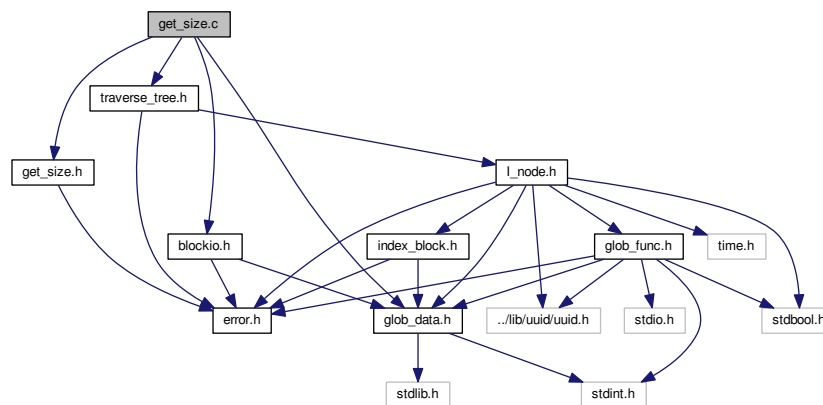 get_size.c
traverse_tree.h
get_size.h
I_node.h
blockio.h
index_block.h
glob_func.h
time.h
error.h
glob_data.h
../lib/uuid/uuid.h
stdio.h
stdbool.h
stdlib.h
stdint.h